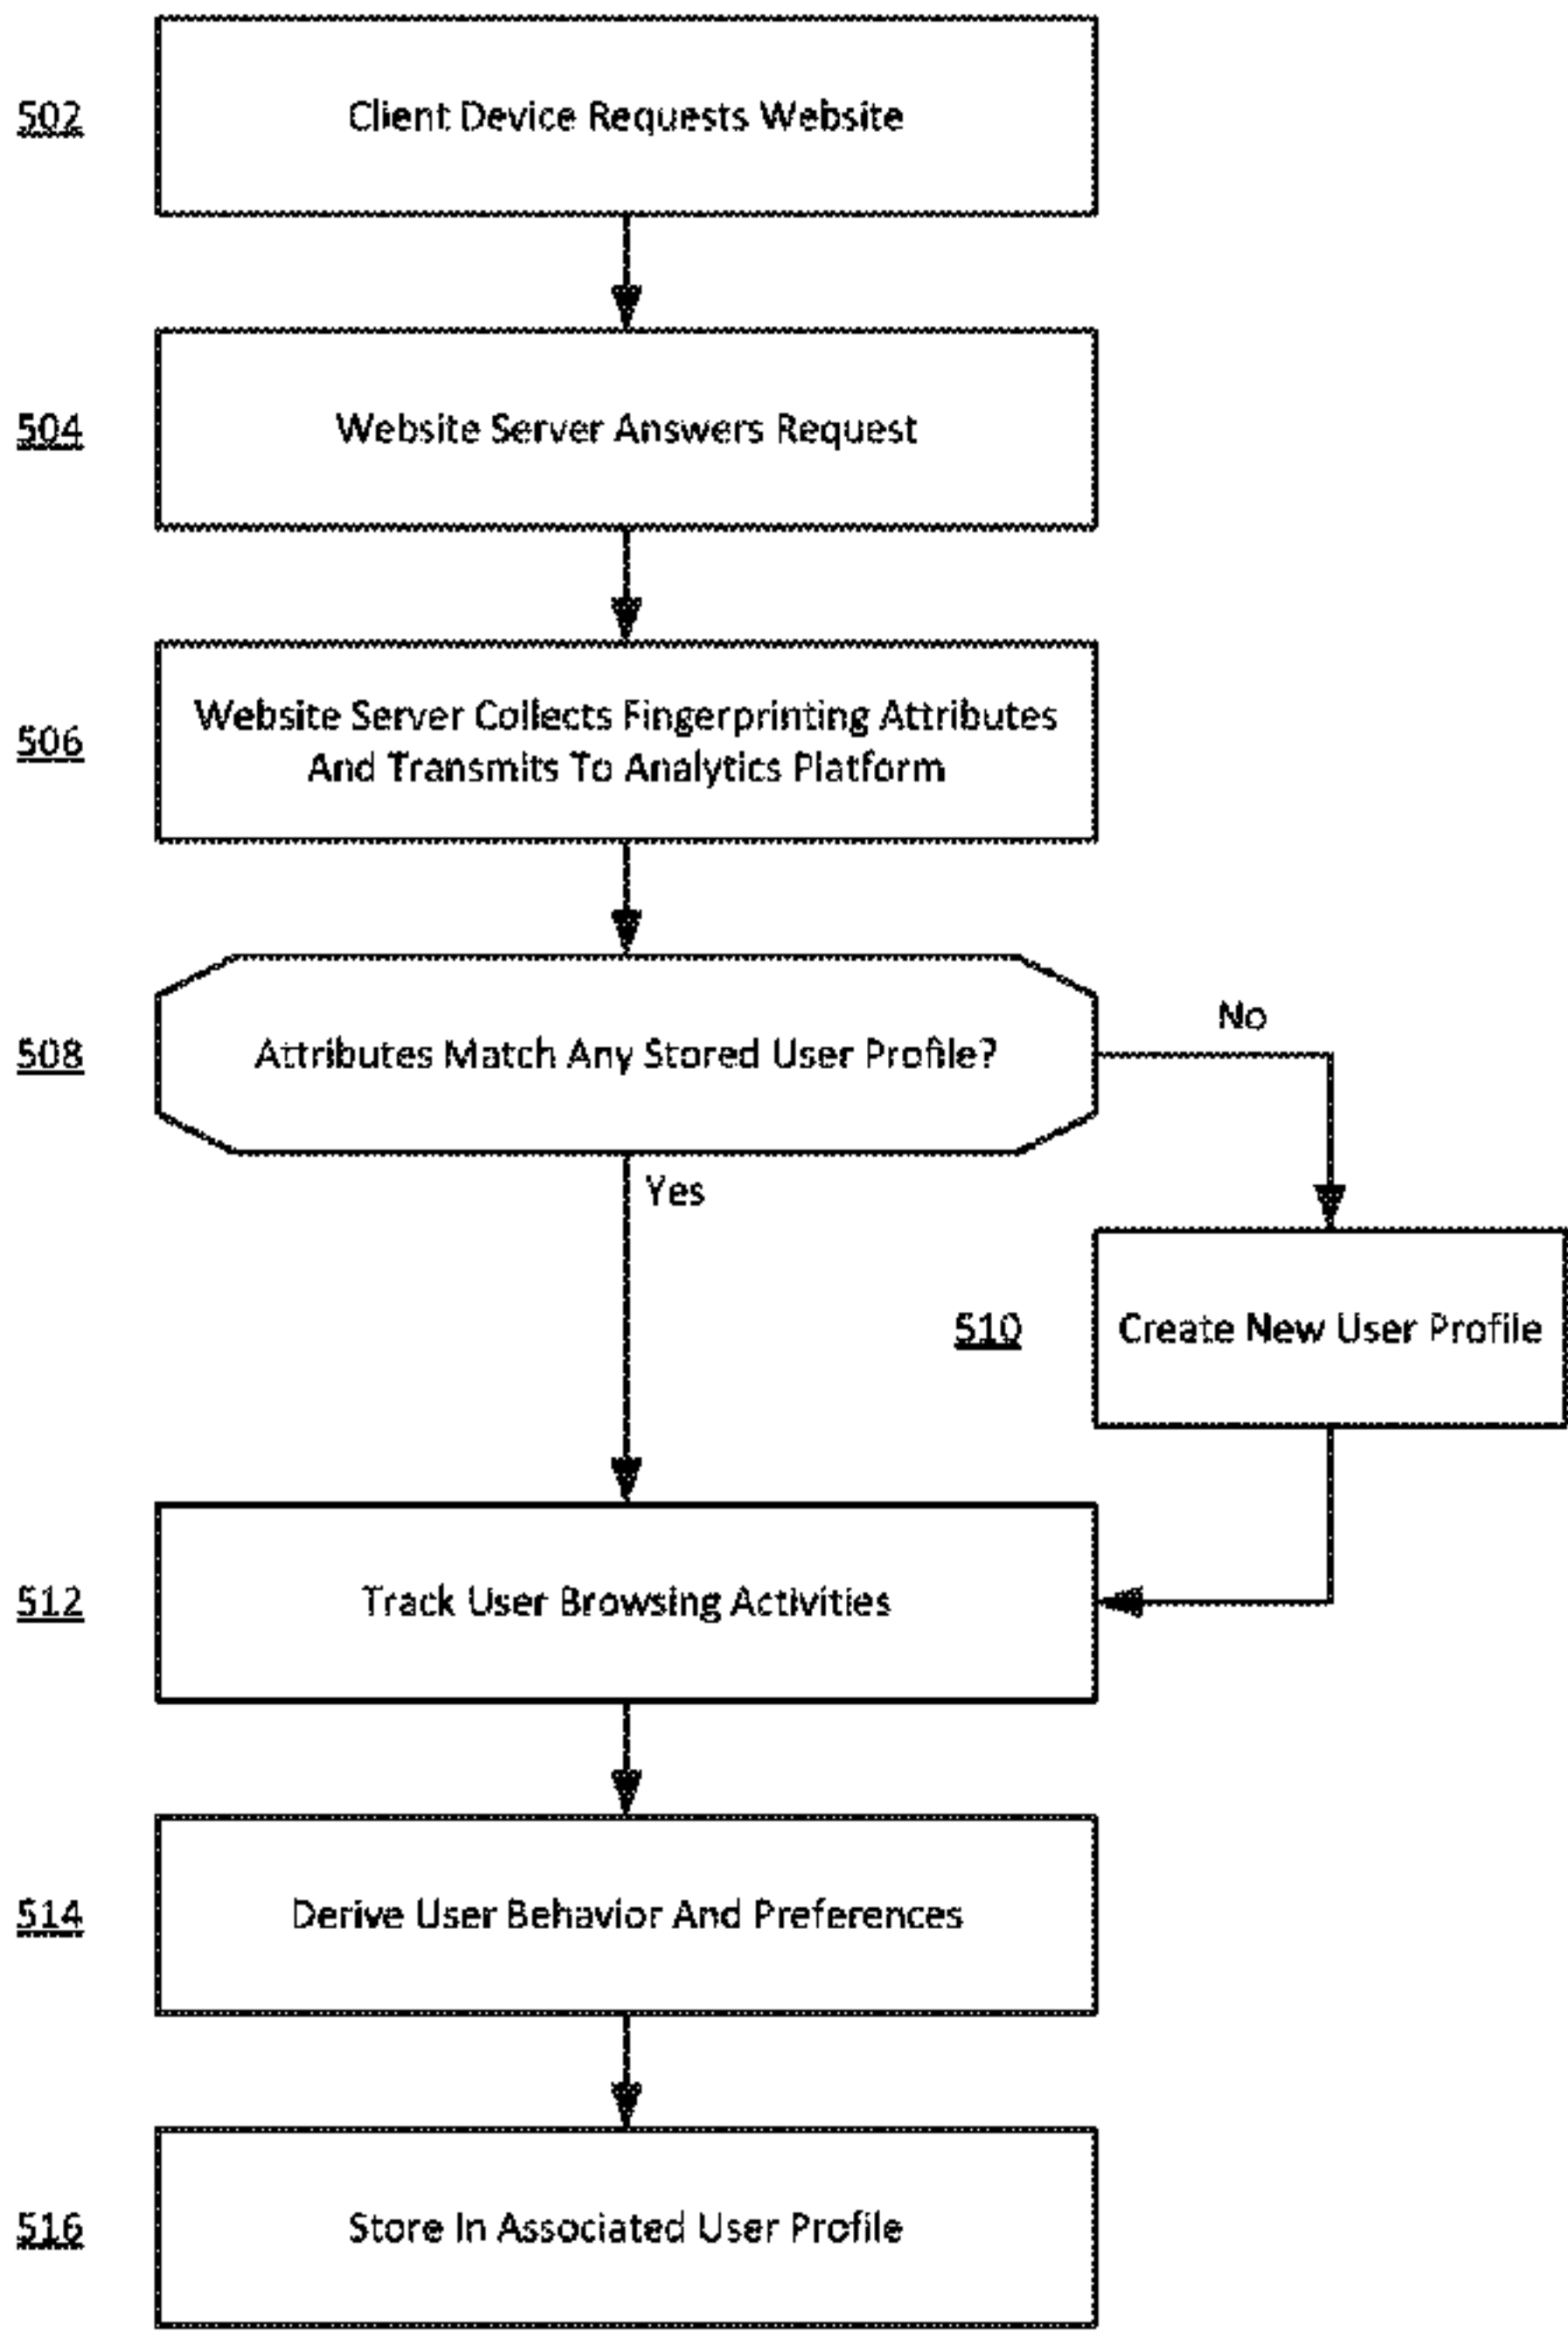 502
Client Device Requests Website
504
Website Server Answers Request
506
Website Server Collects Fingerprinting Attributes
And Transmits To Analytics Platform
508
Attributes Match Any Stored User Profile?
No
Yes
510
Create New User Profile
512
Track User Browsing Activities
514
Derive User Behavior And Preferences
516
Store In Associated User Profile